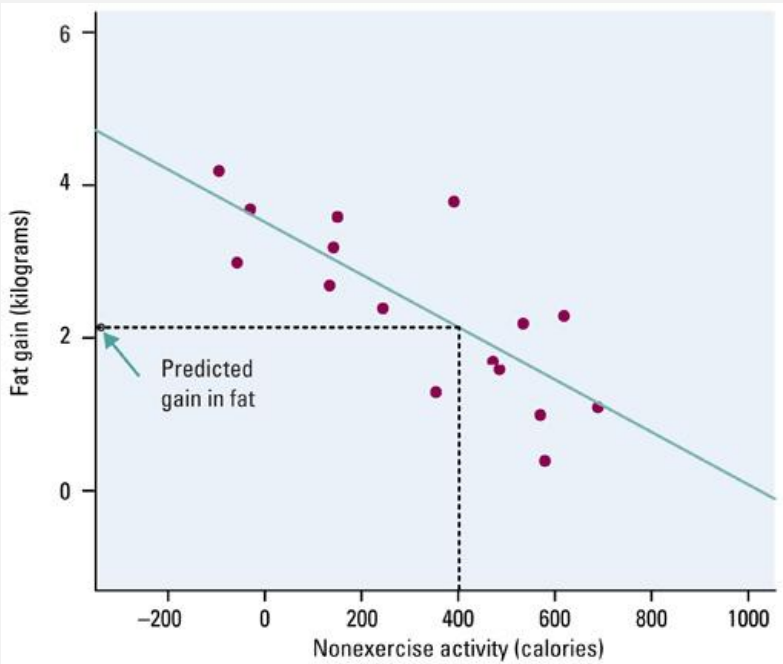 6
4
2
0
Fat gain (kilograms)
Predicted
gain in fat
–200 0 200 400 600 800 1000
Nonexercise activity (calories)